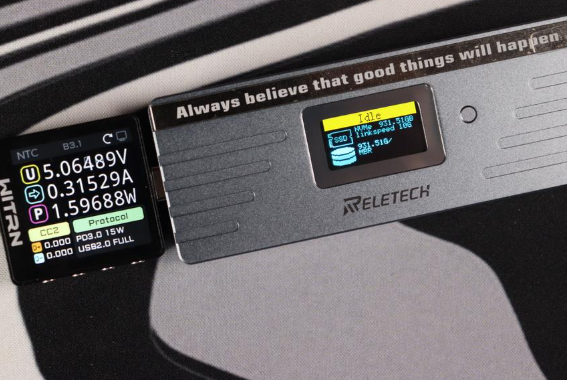 Always believe that good things will happen
Idle
SSD
NVMe 931.51GB
linkspeed 10G
931.51G/
MBR
RELETECH
NTC B3.1
U 5.06489V
0.31529A
P 1.59688W
CC2 Protocol
0.000 PD3.0 15W
0.000 USB2.0 FULL
WITRN